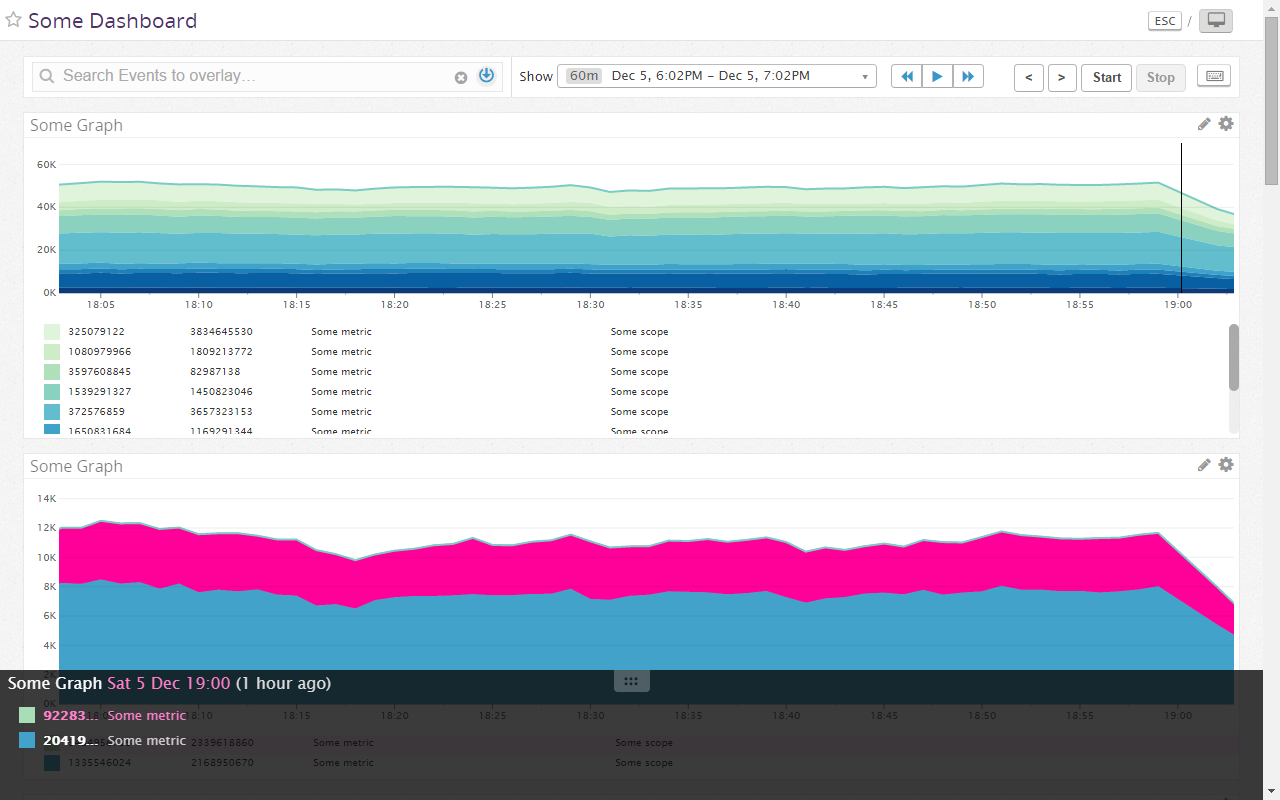 Some Dashboard
ESC /
Search Events to overlay...
Show 60m Dec 5, 6:02PM – Dec 5, 7:02PM
< > Start Stop
Some Graph
60K
40K
20K
0K
18:05 18:10 18:15 18:20 18:25 18:30 18:35 18:40 18:45 18:50 18:55 19:00
325079122 3834645530 Some metric Some scope
1080979966 1809213772 Some metric Some scope
3597608845 82987138 Some metric Some scope
1539291327 1450823046 Some metric Some scope
372576859 3657323153 Some metric Some scope
1650831684 1169291344 Some metric Some scope
Some Graph
14K
12K
10K
8K
6K
4K
2K
Some Graph Sat 5 Dec 19:00 (1 hour ago)
0K
18:10 18:15 18:20 18:25 18:30 18:35 18:40 18:45 18:50 18:55 19:00
92283... Some metric
20419... Some metric
2339618860 Some metric Some scope
1335546024 2168950670 Some metric Some scope